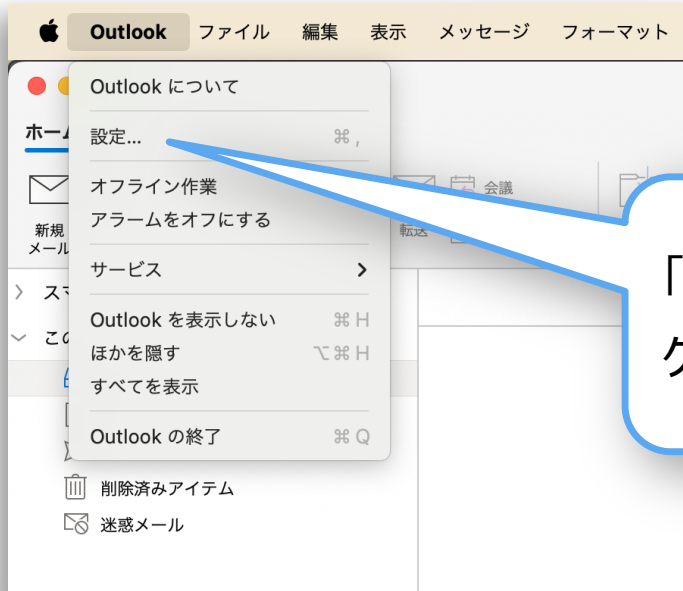 Outlook ファイル 編集 表示 メッセージ フォーマット
Outlook について
ホーム
設定... ⌘ ,
オフライン作業
会議
アラームをオフにする
新規
メール
転送
サービス
Outlook を表示しない ⌘ H
ほかを隠す ⌥ ⌘ H
すべてを表示
Outlook の終了 ⌘ Q
削除済みアイテム
迷惑メール
「
ク